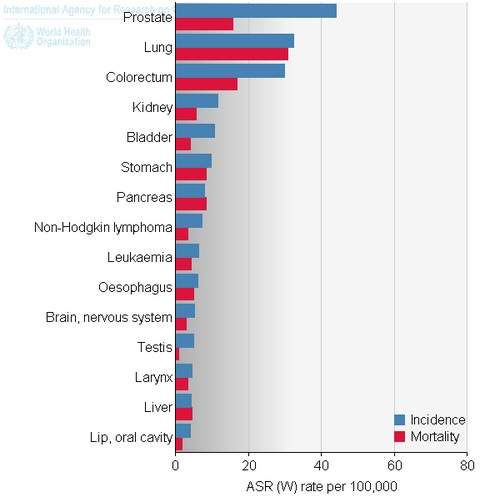 International Agency for Research on
World Health
Organization
Prostate
Lung
Colorectum
Kidney
Bladder
Stomach
Pancreas
Non-Hodgkin lymphoma
Leukaemia
Oesophagus
Brain, nervous system
Testis
Larynx
Liver
Lip, oral cavity
Incidence
Mortality
0 20 40 60 80
ASR (W) rate per 100,000